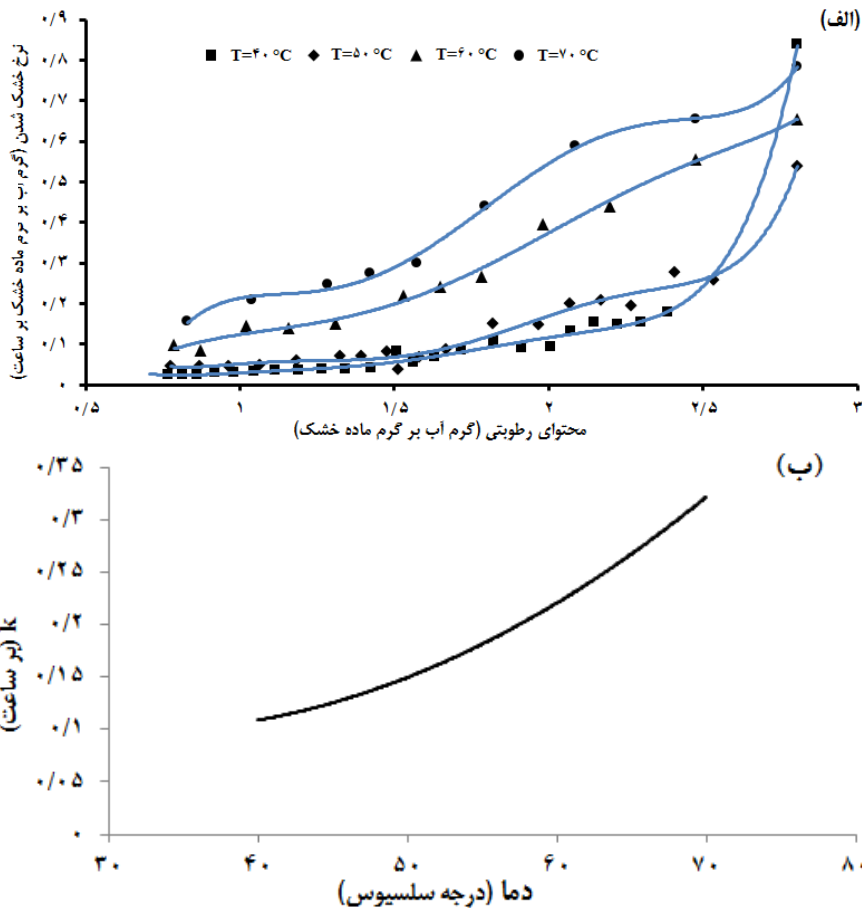 (الف)
۰/۹
۰/۸
۰/۷
۰/۶
۰/۵
۰/۴
۰/۳
۰/۲
۰/۱
۰
نرخ خشک شدن (گرم آب بر گرم ماده خشک بر ساعت)
T=۴۰ °C T=۵۰ °C T=۶۰ °C T=۷۰ °C
۰/۵ ۱ ۱/۵ ۲ ۲/۵ ۳
محتوای رطوبتی (گرم آب بر گرم ماده خشک)
(ب)
۰/۳۵
۰/۳
۰/۲۵
۰/۲
۰/۱۵
۰/۱
۰/۰۵
۰
k (بر ساعت)
۳۰ ۴۰ ۵۰ ۶۰ ۷۰ ۸۰
دما (درجه سلسیوس)